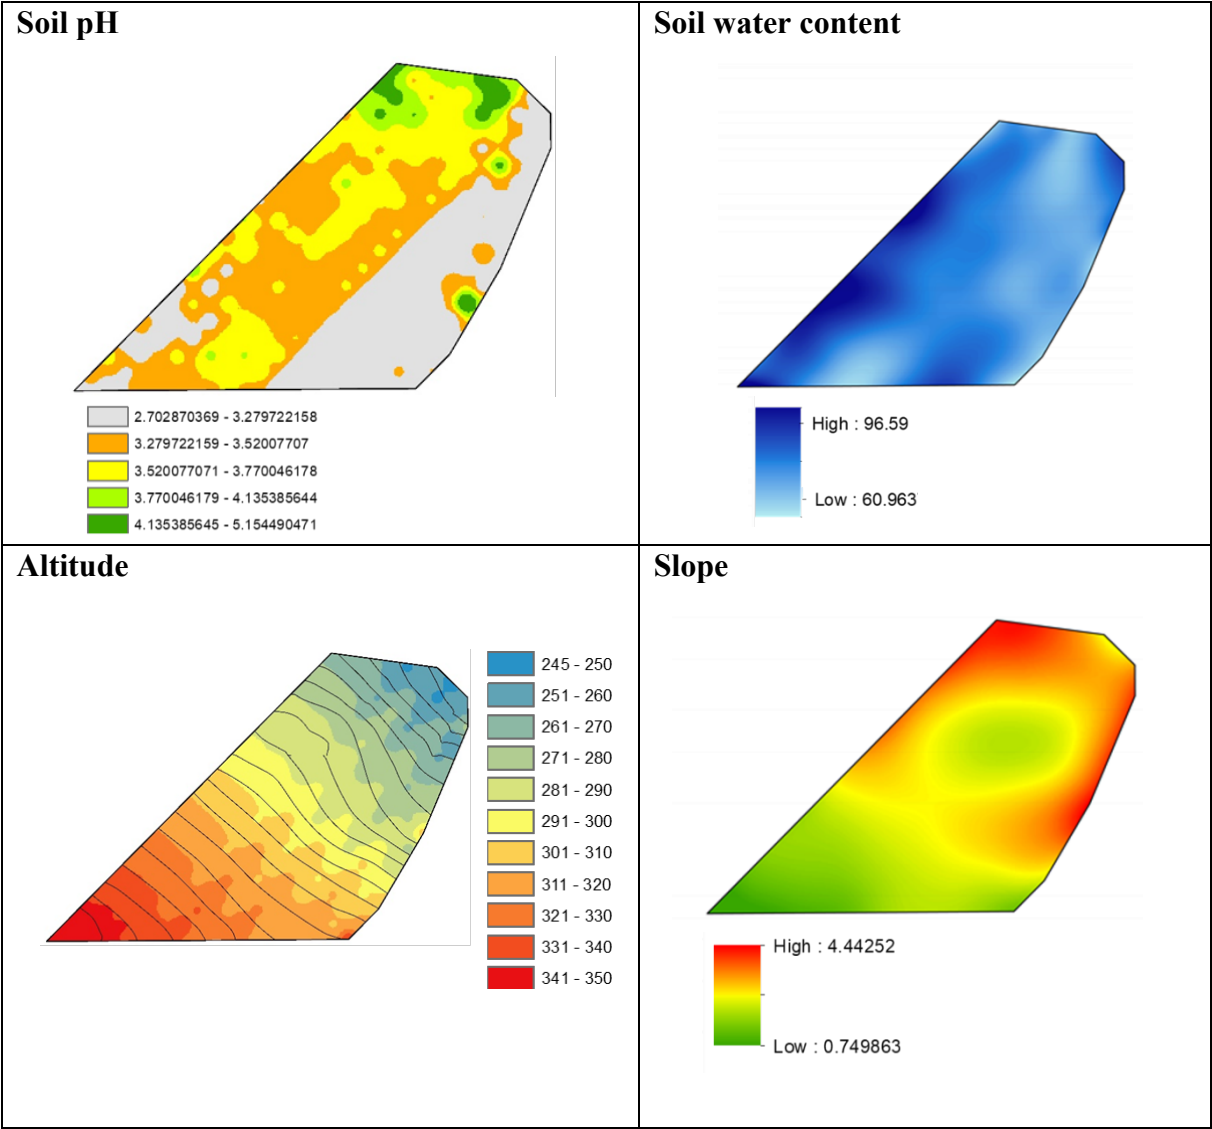 Soil pH
2.702870369 - 3.279722158
3.279722159 - 3.52007707
3.520077071 - 3.770046178
3.770046179 - 4.135385644
4.135385645 - 5.154490471
Soil water content
High : 96.59
Low : 60.963
Altitude
245 - 250
251 - 260
261 - 270
271 - 280
281 - 290
291 - 300
301 - 310
311 - 320
321 - 330
331 - 340
341 - 350
Slope
High : 4.44252
Low : 0.749863